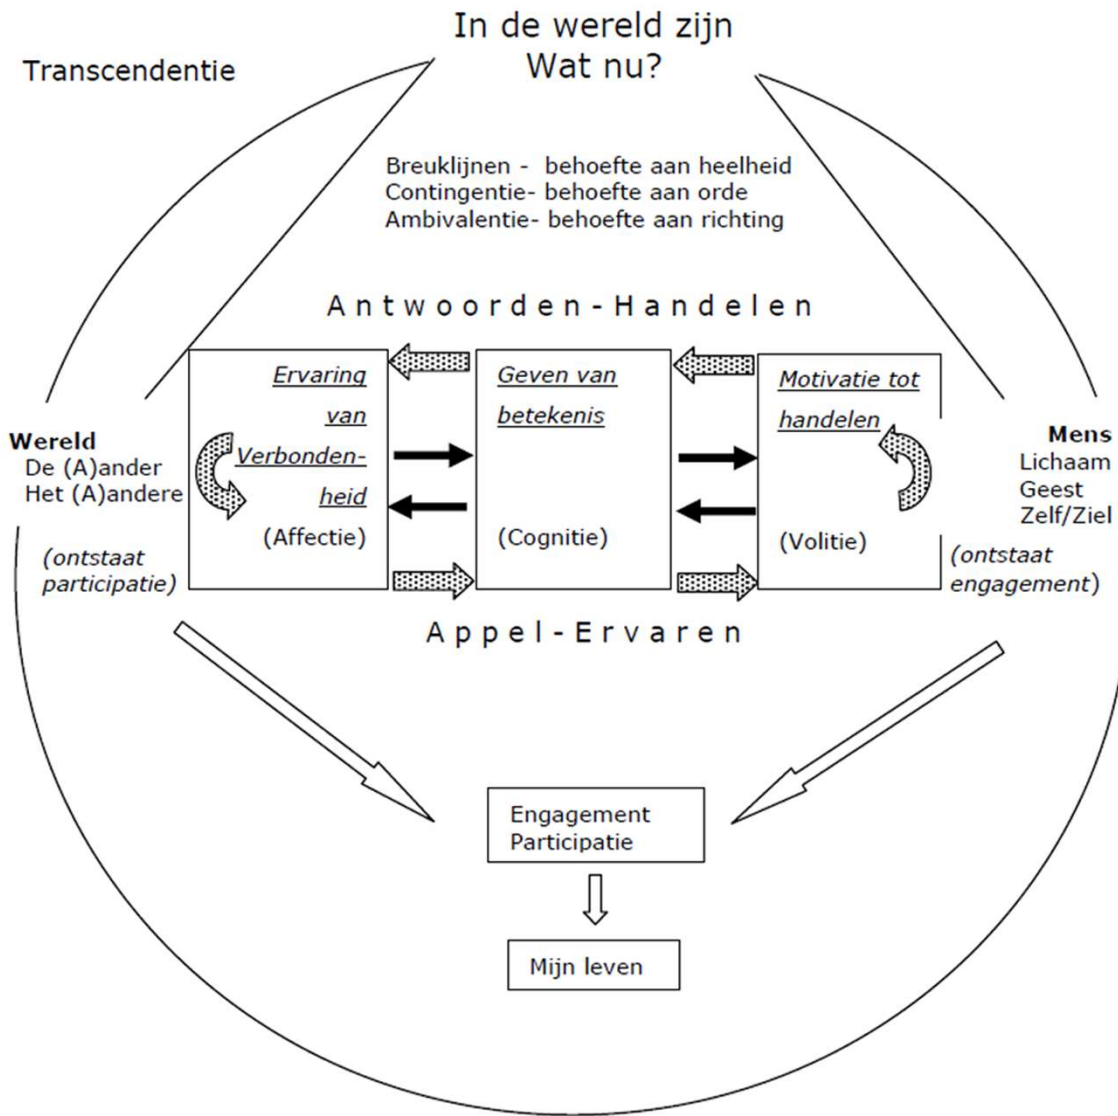 In de wereld zijn
Wat nu?
Transcendentie
Breuklijnen - behoefte aan heelheid
Contingentie- behoefte aan orde
Ambivalentie- behoefte aan richting
Antwoorden-Handelen
Wereld
De (A)ander
Het (A)andere
(ontstaat
participatie)
Ervaring
van
Verbonden-
heid
(Affectie)
Geven van
betekenis
(Cognitie)
Motivatie tot
handelen
(Volitie)
Mens
Lichaam
Geest
Zelf/Ziel
(ontstaat
engagement)
Appel-Ervaren
Engagement
Participatie
Mijn leven